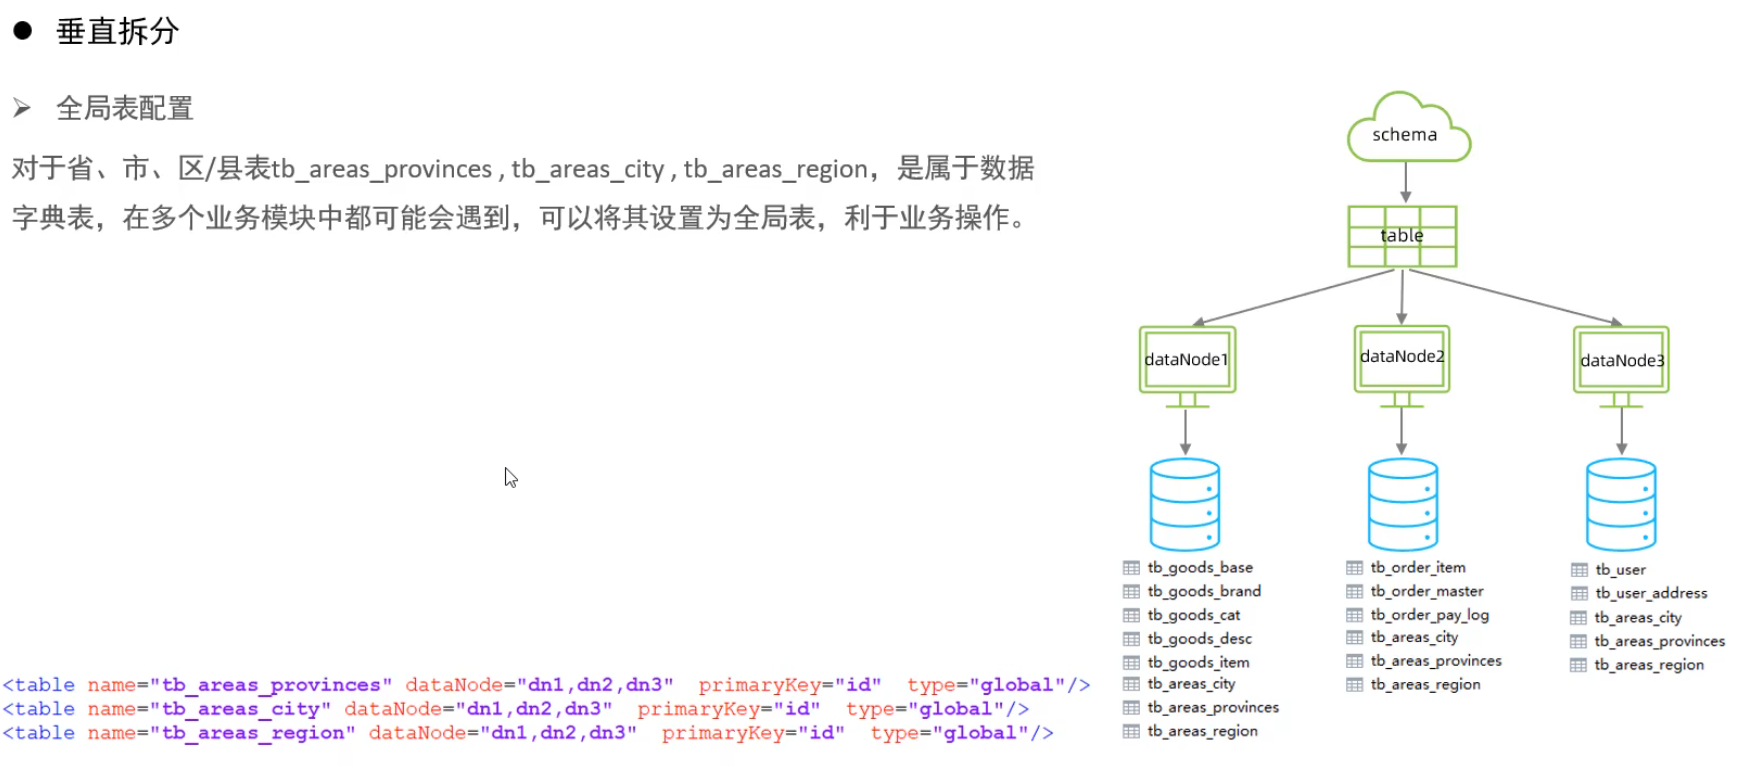 垂直拆分
全局表配置
对于省、市、区/县表tb_areas_provinces , tb_areas_city , tb_areas_region，是属于数据
字典表，在多个业务模块中都可能会遇到，可以将其设置为全局表，利于业务操作。
<table name="tb_areas_provinces" dataNode="dn1,dn2,dn3" primaryKey="id" type="global"/>
<table name="tb_areas_city" dataNode="dn1,dn2,dn3" primaryKey="id" type="global"/>
<table name="tb_areas_region" dataNode="dn1,dn2,dn3" primaryKey="id" type="global"/>
schema
table
dataNode1
dataNode2
dataNode3
tb_goods_base
tb_goods_brand
tb_goods_cat
tb_goods_desc
tb_goods_item
tb_areas_city
tb_areas_provinces
tb_areas_region
tb_order_item
tb_order_master
tb_order_pay_log
tb_areas_city
tb_areas_provinces
tb_areas_region
tb_user
tb_user_address
tb_areas_city
tb_areas_provinces
tb_areas_region